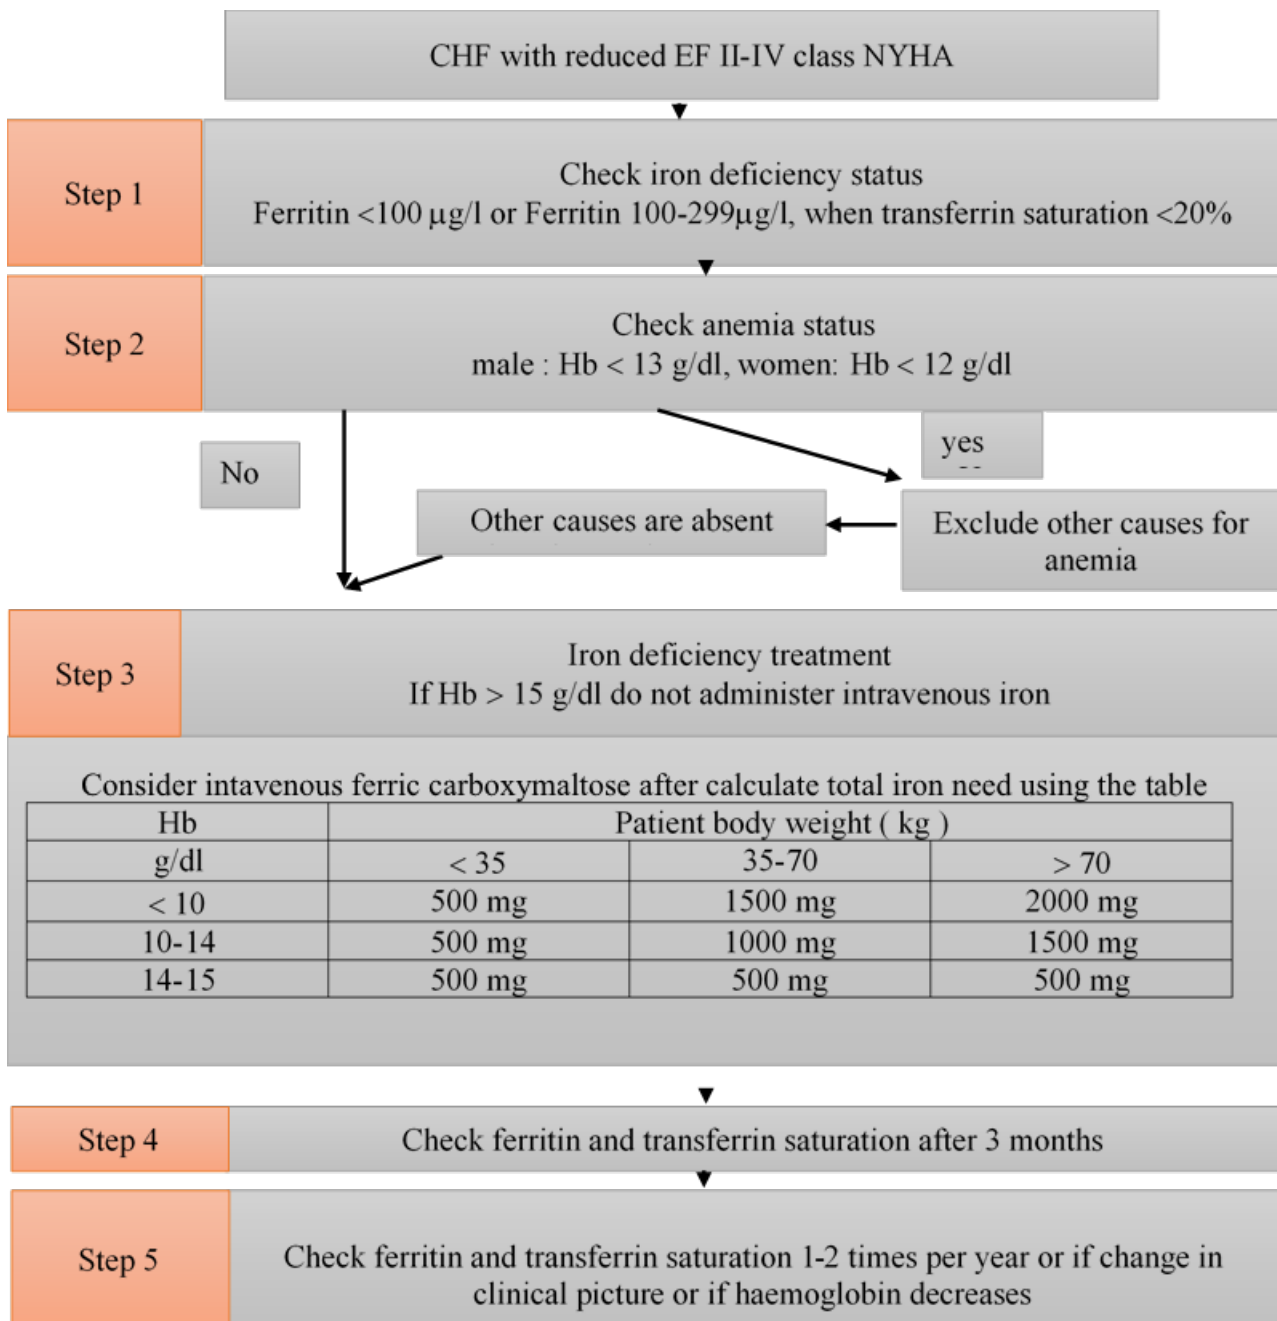 CHF with reduced EF II-IV class NYHA
Step 1
Check iron deficiency status
Ferritin <100 µg/l or Ferritin 100-299µg/l, when transferrin saturation <20%
Step 2
Check anemia status
male : Hb < 13 g/dl, women: Hb < 12 g/dl
No
yes
Other causes are absent
Exclude other causes for
anemia
Step 3
Iron deficiency treatment
If Hb > 15 g/dl do not administer intravenous iron
Consider intavenous ferric carboxymaltose after calculate total iron need using the table
Hb Patient body weight ( kg )
g/dl < 35 35-70 > 70
< 10 500 mg 1500 mg 2000 mg
10-14 500 mg 1000 mg 1500 mg
14-15 500 mg 500 mg 500 mg
Step 4
Check ferritin and transferrin saturation after 3 months
Step 5
Check ferritin and transferrin saturation 1-2 times per year or if change in
clinical picture or if haemoglobin decreases